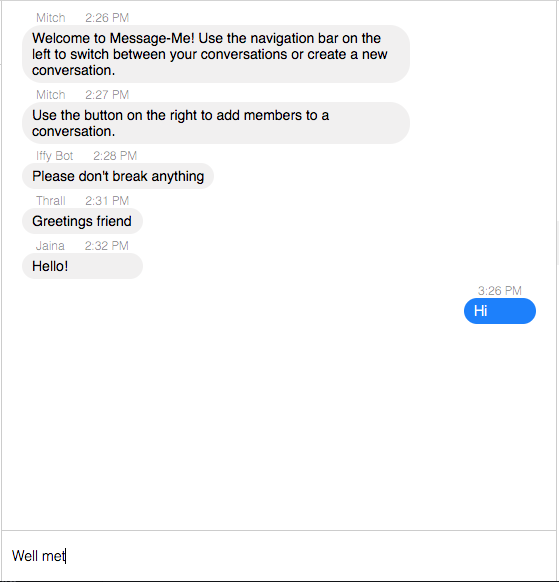 Mitch 2:26 PM
Welcome to Message-Me! Use the navigation bar on the
left to switch between your conversations or create a new
conversation.
Mitch 2:27 PM
Use the button on the right to add members to a
conversation.
Iffy Bot 2:28 PM
Please don't break anything
Thrall 2:31 PM
Greetings friend
Jaina 2:32 PM
Hello!
3:26 PM
Hi
Well met